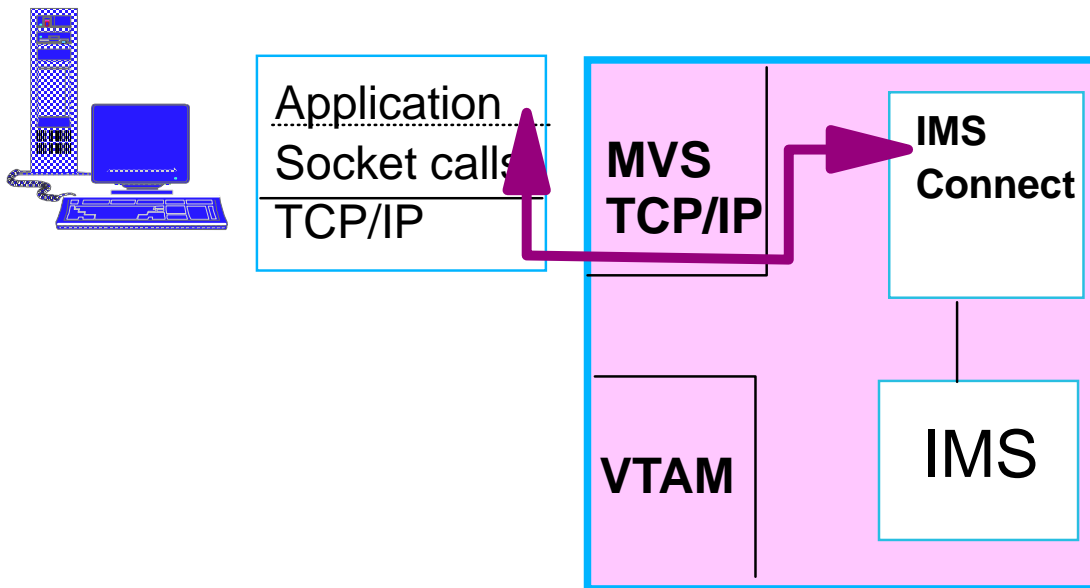 Application
Socket calls
TCP/IP
MVS
TCP/IP
IMS
Connect
VTAM
IMS